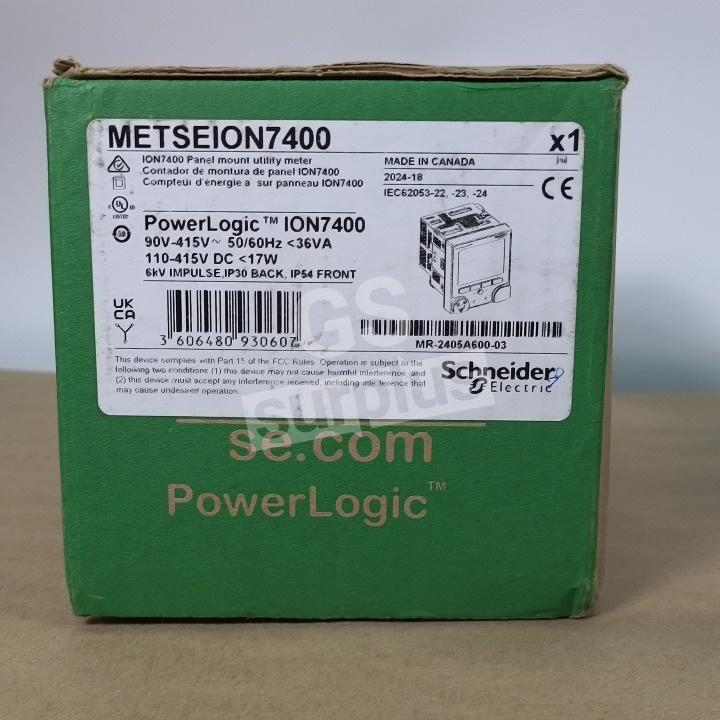 METSEION7400
x1
ION7400 Panel mount utility meter
Contador de montura de panel ION7400
Compteur d'energie a sur panneau ION7400
MADE IN CANADA
2024-18
IEC62053-22, -23, -24
CE
UL
LISTED
PowerLogic™ ION7400
90V-415V~ 50/60Hz <36VA
110-415V DC <17W
6kV IMPULSE,IP30 BACK, IP54 FRONT
UK
CA
3 606480 930607
MR-2405A600-03
This device complies with Part 15 of the FCC Rules. Operation is subject to the
following two conditions (1) this device may not cause harmful interference, and
(2) this device must accept any interference received, including interference that
may cause undesired operation.
Schneider
Electric
GS
surplus
se.com
PowerLogic™